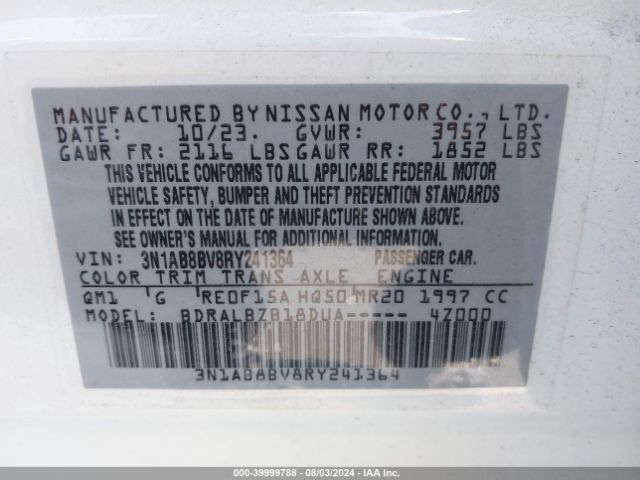 MANUFACTURED BY NISSAN MOTOR CO., LTD.
DATE: 10/23. GVWR: 3957 LBS
GAWR FR: 2116 LBS GAWR RR: 1852 LBS
THIS VEHICLE CONFORMS TO ALL APPLICABLE FEDERAL MOTOR
VEHICLE SAFETY, BUMPER AND THEFT PREVENTION STANDARDS
IN EFFECT ON THE DATE OF MANUFACTURE SHOWN ABOVE.
SEE OWNER'S MANUAL FOR ADDITIONAL INFORMATION.
VIN: 3N1AB8BV8RY241364 PASSENGER CAR.
COLOR TRIM TRANS AXLE ENGINE
QM1 G RE0F15A HQ50 MR20 1997 CC
MODEL: BDRALBZB18DUA----- 4Z000
3N1AB8BV8RY241364
000-39999788 - 08/03/2024 - IAA Inc.